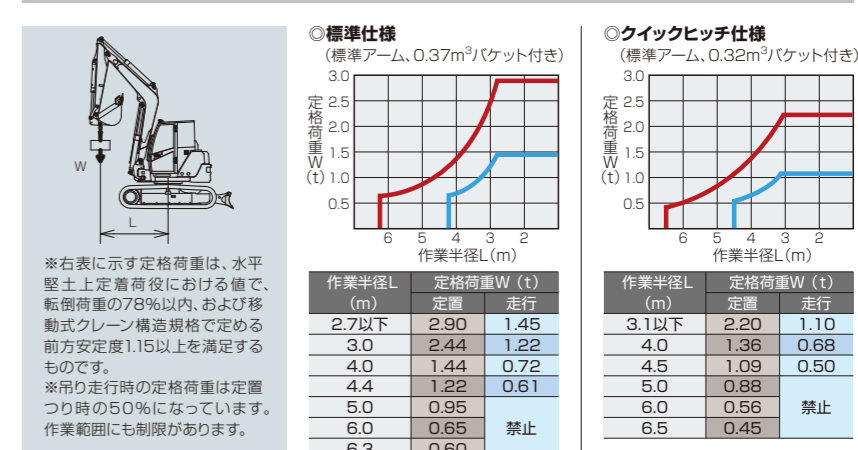 W
L
※右表に示す定格荷重は、水平
堅土上定着荷役における値で、
転倒荷重の78%以内、および移
動式クレーン構造規格で定める
前方安定度1.15以上を満足する
ものです。
※吊り走行時の定格荷重は定置
つり時の50%になっています。
作業範囲にも制限があります。
◎標準仕様
(標準アーム、0.37m³バケット付き)
定格荷重W(t)
3.0
2.5
2.0
1.5
1.0
0.5
6 5 4 3 2
作業半径L(m)
作業半径L(m) 定格荷重W(t)
定置 走行
2.7以下 2.90 1.45
3.0 2.44 1.22
4.0 1.44 0.72
4.4 1.22 0.61
5.0 0.95
6.0 0.65 禁止
6.3 0.60
◎クイックヒッチ仕様
(標準アーム、0.32m³バケット付き)
定格荷重W(t)
3.0
2.5
2.0
1.5
1.0
0.5
6 5 4 3 2
作業半径L(m)
作業半径L(m) 定格荷重W(t)
定置 走行
3.1以下 2.20 1.10
4.0 1.36 0.68
4.5 1.09 0.50
5.0 0.88
6.0 0.56 禁止
6.5 0.45